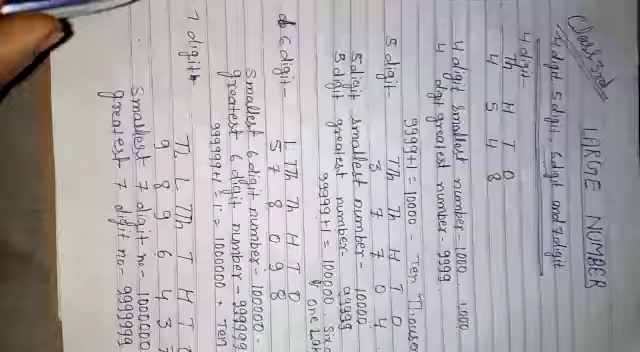 LARGE NUMBER
Class 3rd
4 digit, 5 digit, 6 digit and 7 digit
4 digit-
Th H T O
4 5 4 8
4 digit smallest number - 1000
4 digit greatest number - 9999
9999+1 = 10000 - Ten Thousan
5 digit-
TTh Th H T O
3 7 7 0 4
5 digit smallest number - 10000
5 digit greatest number - 99999
99999+1 = 100000
one La
6 digit-
L TTh Th H T O
5 7 8 0 9 8
Smallest 6 digit number - 100000
greatest 6 digit number - 999999
999999+1 = 1000000 Ten
7 digit
TL L TTh T H T
9 8 9 6 4 3
Smallest 7 digit no - 1000000
greatest 7 digit no - 9999999